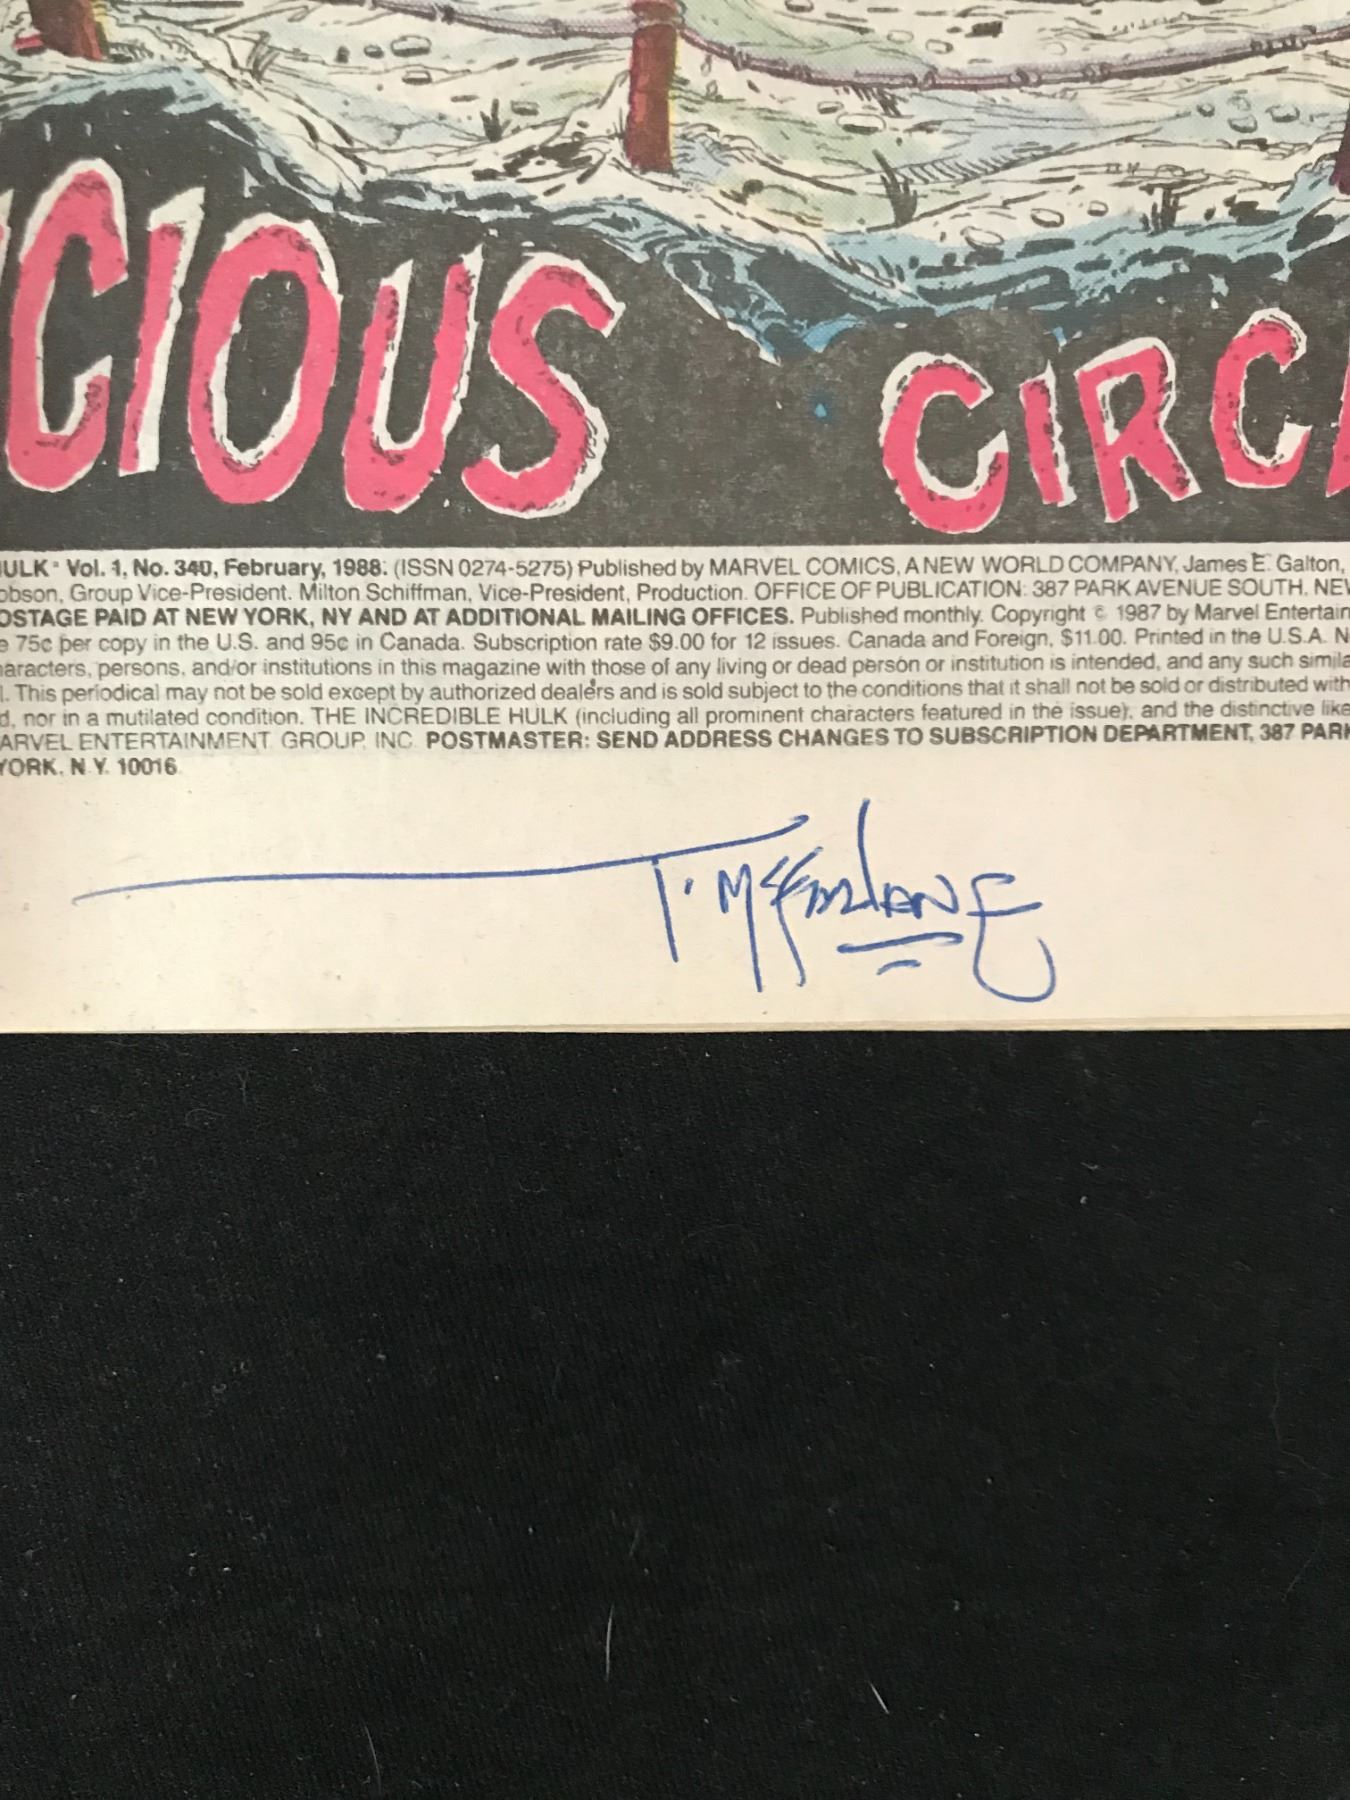 CIOUS CIRC
ULK Vol. 1, No. 340, February, 1988. (ISSN 0274-5275) Published by MARVEL COMICS, A NEW WORLD COMPANY, James E. Galton,
obson, Group Vice-President. Milton Schiffman, Vice-President, Production. OFFICE OF PUBLICATION: 387 PARK AVENUE SOUTH, NEW
OSTAGE PAID AT NEW YORK, NY AND AT ADDITIONAL MAILING OFFICES. Published monthly. Copyright © 1987 by Marvel Entertain
e 75¢ per copy in the U.S. and 95¢ in Canada. Subscription rate $9.00 for 12 issues. Canada and Foreign, $11.00. Printed in the U.S.A. N
aracters, persons, and/or institutions in this magazine with those of any living or dead person or institution is intended, and any such simila
l. This periodical may not be sold except by authorized dealers and is sold subject to the conditions that it shall not be sold or distributed with
d, nor in a mutilated condition. THE INCREDIBLE HULK (including all prominent characters featured in the issue), and the distinctive like
ARVEL ENTERTAINMENT GROUP, INC. POSTMASTER: SEND ADDRESS CHANGES TO SUBSCRIPTION DEPARTMENT, 387 PARK
YORK, N.Y. 10016
T. McFarlane